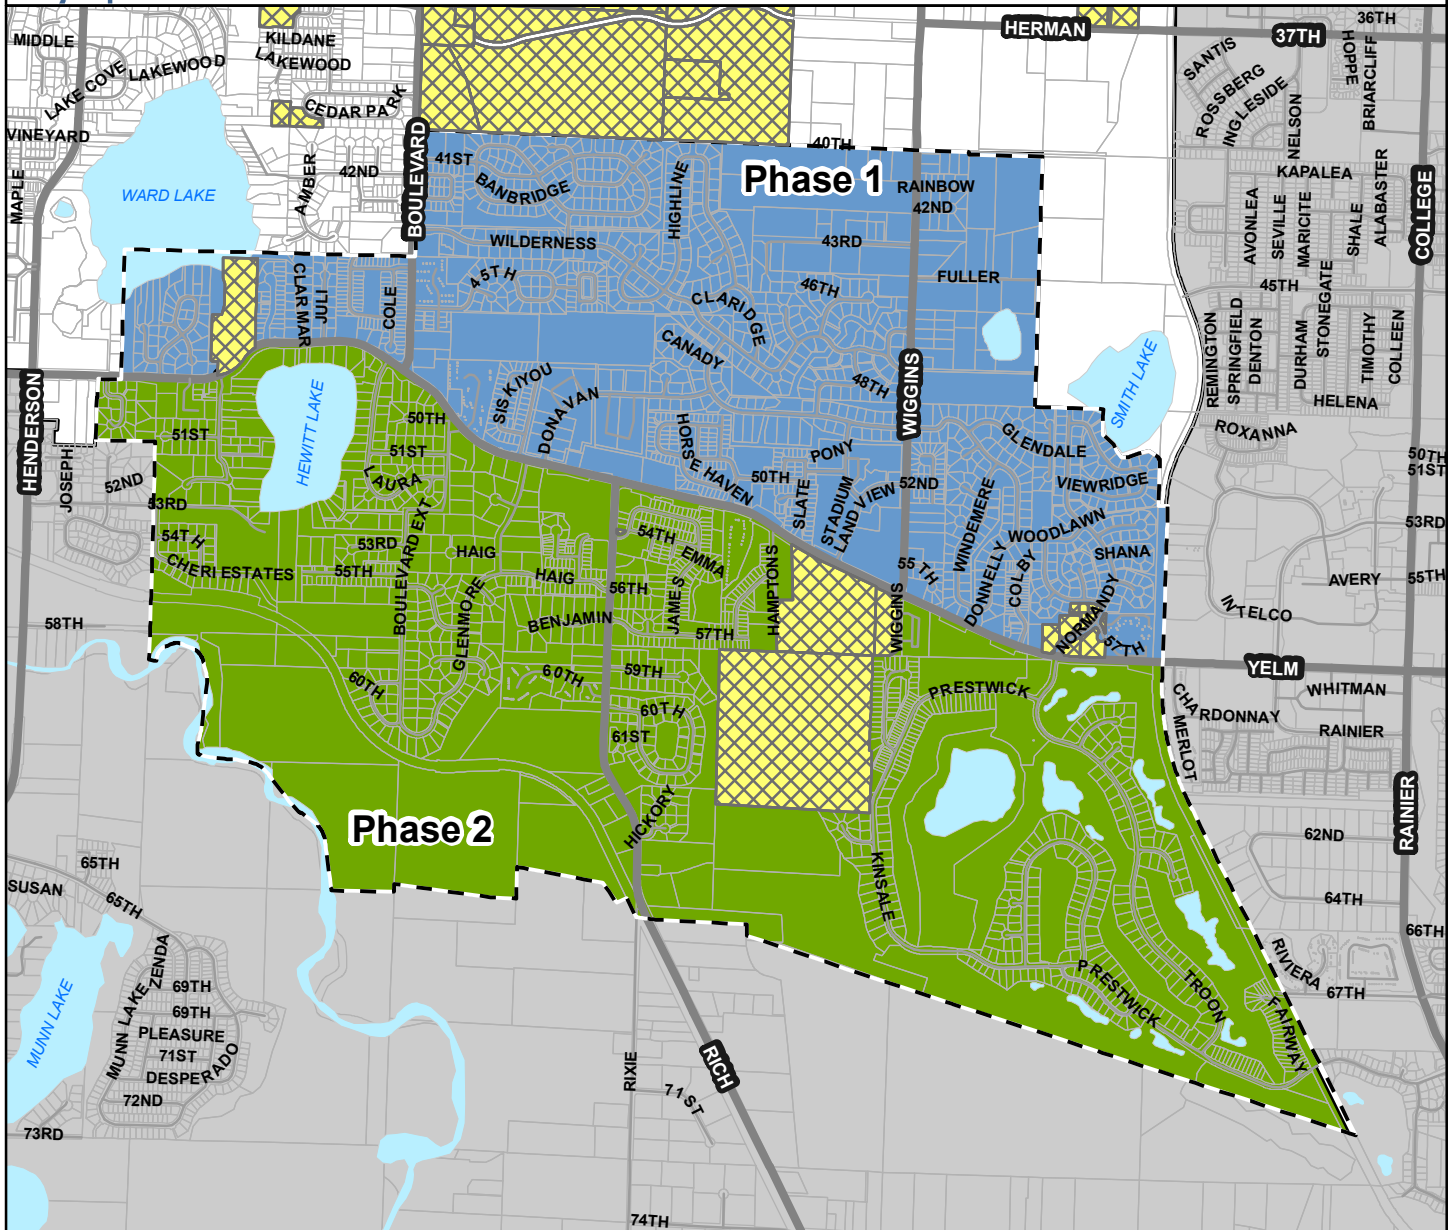 36TH
HERMAN
37TH
MIDDLE
KILDANE
LAKEWOOD
LAKEWOOD
LAKE COVE
HOPPE
BRIARCLIFF
SANTIS
ROSSBERG
INGLESIDE
NELSON
CEDAR PARK
VINEYARD
40TH
BOULEVARD
41ST
42ND
AMBER
MAPLE
WARD LAKE
BANBRIDGE
HIGHLINE
Phase 1
RAINBOW
42ND
KAPALEA
COLLEGE
AVONLEA
SEVILLE
MARICITE
SHALE
ALABASTER
WILDERNESS
43RD
45TH
46TH
FULLER
45TH
STONEGATE
CLAR MAR
JILL
COLE
CLARIDGE
CANADY
48TH
WIGGINS
SMITH LAKE
REMINGTON
SPRINGFIELD
DENTON
DURHAM
TIMOTHY
COLLEEN
HELENA
ROXANNA
HENDERSON
HEWITT LAKE
SISKIYOU
DONAVAN
50TH
51ST
51ST
LAURA
HORSE HAVEN
50TH
PONY
SLATE
STADIUM
LAND VIEW
52ND
GLENDALE
VIEWRIDGE
WINDEMERE
WOODLAWN
SHANA
DONNELLY
COLBY
NORMANDY
57TH
50TH
51ST
53RD
55TH
AVERY
INTELCO
JOSEPH
52ND
53RD
54TH
CHERI ESTATES
53RD
55TH
BOULEVARD EXT
HAIG
HAIG
GLENMORE
BENJAMIN
54TH
EMMA
56TH
JAMES
57TH
HAMPTONS
55TH
WIGGINS
58TH
59TH
60TH
60TH
60TH
61ST
YELM
PRESTWICK
WHITMAN
CHARDONNAY
MERLOT
RAINIER
RAINIER
Phase 2
HICKORY
KINSALE
62ND
64TH
65TH
SUSAN
65TH
66TH
ZENDA
69TH
69TH
MUNN LAKE
MUNN LAKE
PLEASURE
71ST
DESPERADO
72ND
73RD
PRESTWICK
TROON
RIVIERA
67TH
FAIRWAY
RIXIE
RICH
71ST
74TH